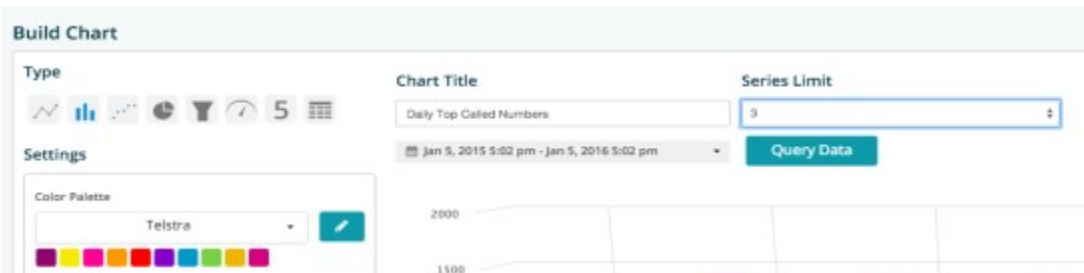 Build Chart
Type
5
Settings
Color Palette
Telstra
Chart Title
Daily Top Called Numbers
Jan 5, 2015 5:02 pm - Jan 5, 2016 5:02 pm
Series Limit
3
Query Data
2000
1500